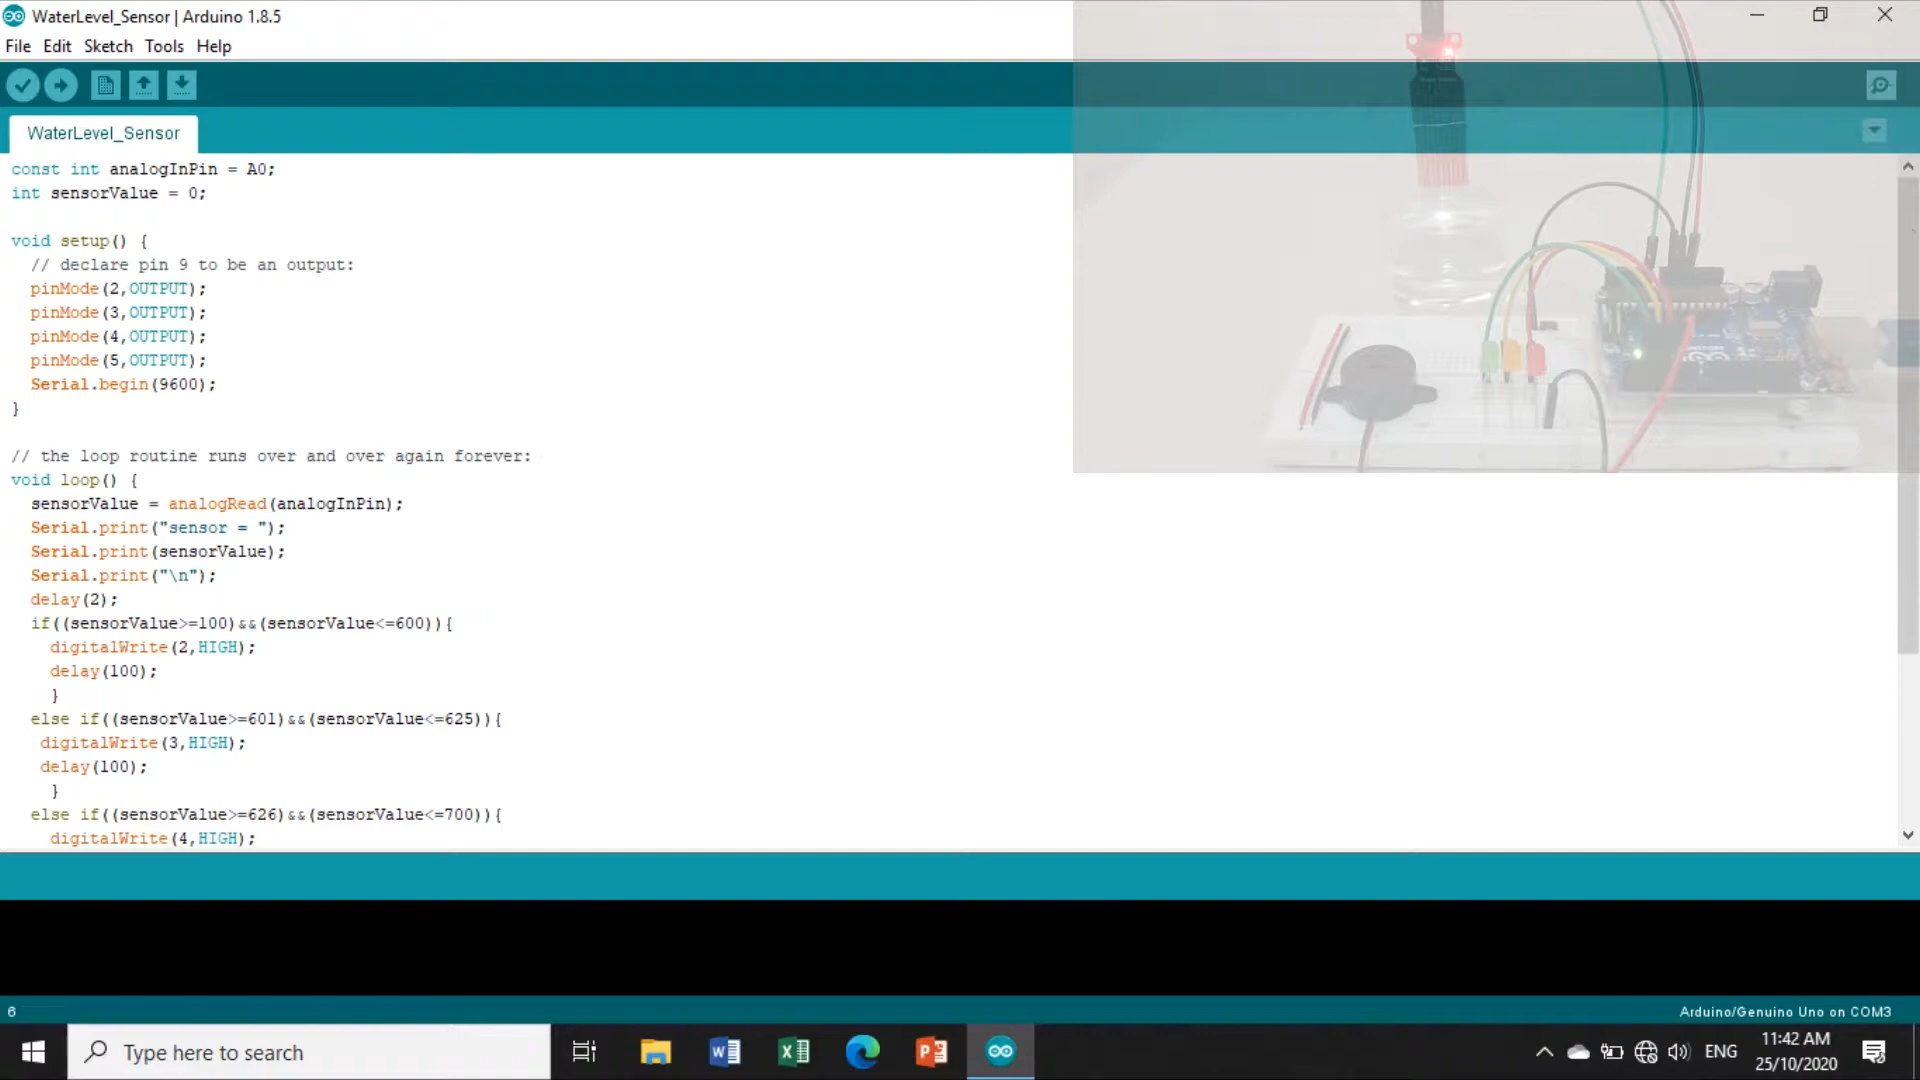 WaterLevel_Sensor | Arduino 1.8.5
File Edit Sketch Tools Help
WaterLevel_Sensor
const int analogInPin = A0;
int sensorValue = 0;
void setup() {
// declare pin 9 to be an output:
pinMode(2,OUTPUT);
pinMode(3,OUTPUT);
pinMode(4,OUTPUT);
pinMode(5,OUTPUT);
Serial.begin(9600);
}
// the loop routine runs over and over again forever:
void loop() {
sensorValue = analogRead(analogInPin);
Serial.print("sensor = ");
Serial.print(sensorValue);
Serial.print("\n");
delay(2);
if((sensorValue>=100)&&(sensorValue<=600)){
digitalWrite(2,HIGH);
delay(100);
}
else if((sensorValue>=601)&&(sensorValue<=625)){
digitalWrite(3,HIGH);
delay(100);
}
else if((sensorValue>=626)&&(sensorValue<=700)){
digitalWrite(4,HIGH);
6
Arduino/Genuino Uno on COM3
Type here to search
ENG
11:42 AM
25/10/2020